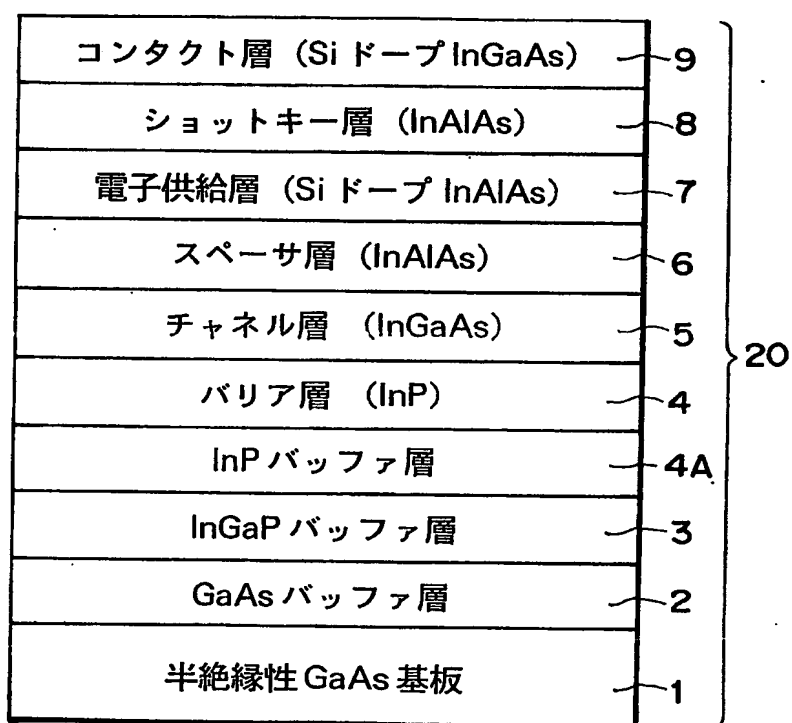 コンタクト層 (Si ドープ InGaAs) 9
ショットキー層 (InAlAs) 8
電子供給層 (Si ドープ InAlAs) 7
スペーサ層 (InAlAs) 6
チャネル層 (InGaAs) 5
20
バリア層 (InP) 4
InP バッファ層 4A
InGaP バッファ層 3
GaAs バッファ層 2
半絶縁性 GaAs 基板 1